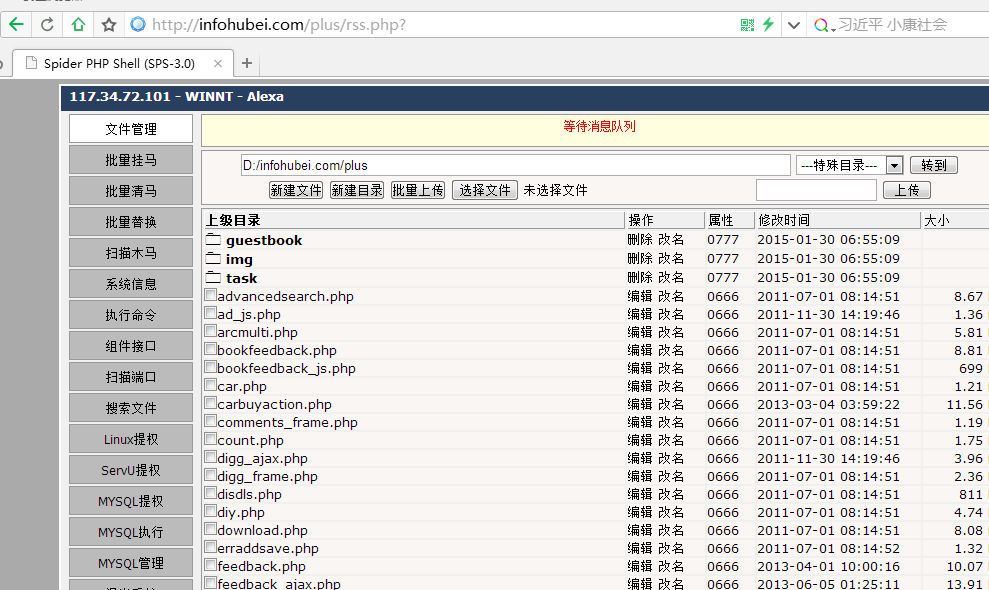 http://infohubei.com/plus/rss.php?
习近平 小康社会
Spider PHP Shell (SPS-3.0)
117.34.72.101 - WINNT - Alexa
文件管理
批量挂马
批量清马
批量替换
扫描木马
系统信息
执行命令
组件接口
扫描端口
搜索文件
Linux提权
ServU提权
MYSQL提权
MYSQL执行
MYSQL管理
等待消息队列
D:/infohubei.com/plus ---特殊目录--- 转到
新建文件 新建目录 批量上传 选择文件 未选择文件 上传
上级目录 操作 属性 修改时间 大小
guestbook 删除 改名 0777 2015-01-30 06:55:09
img 删除 改名 0777 2015-01-30 06:55:09
task 删除 改名 0777 2015-01-30 06:55:09
advancedsearch.php 编辑 改名 0666 2011-07-01 08:14:51 8.67
ad_js.php 编辑 改名 0666 2011-11-30 14:19:46 1.36
arcmulti.php 编辑 改名 0666 2011-07-01 08:14:51 5.81
bookfeedback.php 编辑 改名 0666 2011-07-01 08:14:51 8.81
bookfeedback_js.php 编辑 改名 0666 2011-07-01 08:14:51 699
car.php 编辑 改名 0666 2011-07-01 08:14:51 1.21
carbuyaction.php 编辑 改名 0666 2013-03-04 03:59:22 11.56
comments_frame.php 编辑 改名 0666 2011-07-01 08:14:51 1.19
count.php 编辑 改名 0666 2011-07-01 08:14:51 1.75
digg_ajax.php 编辑 改名 0666 2011-11-30 14:19:46 3.96
digg_frame.php 编辑 改名 0666 2011-07-01 08:14:51 2.36
disdls.php 编辑 改名 0666 2011-07-01 08:14:51 811
diy.php 编辑 改名 0666 2011-07-01 08:14:51 4.74
download.php 编辑 改名 0666 2011-07-01 08:14:51 8.08
erraddsave.php 编辑 改名 0666 2011-07-01 08:14:52 1.32
feedback.php 编辑 改名 0666 2013-04-01 10:00:16 10.07
feedback_ajax.php 编辑 改名 0666 2013-06-05 01:25:11 13.91